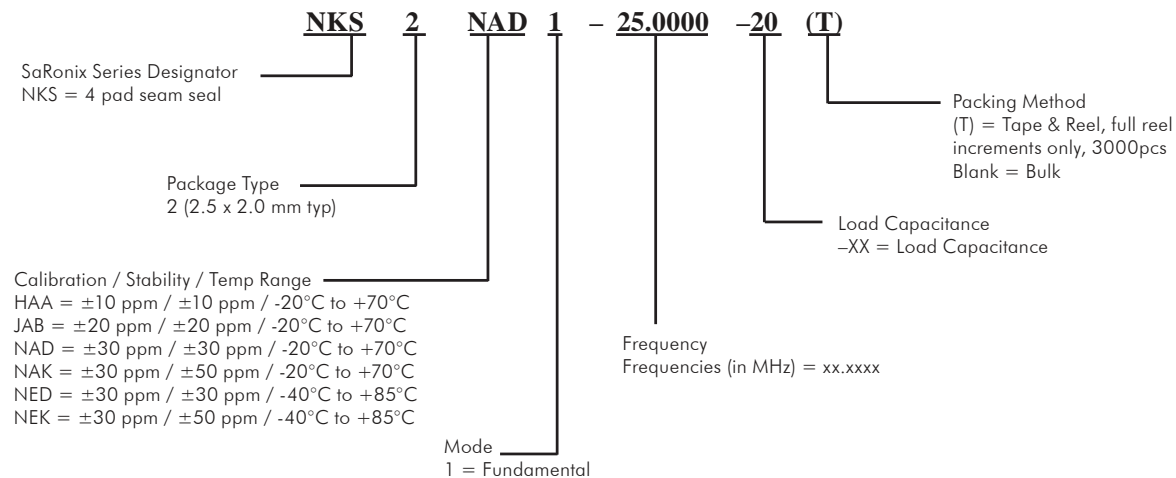 NKS 2 NAD 1 – 25.0000 –20 (T)
SaRonix Series Designator
NKS = 4 pad seam seal
Packing Method
(T) = Tape & Reel, full reel
increments only, 3000pcs
Blank = Bulk
Package Type
2 (2.5 x 2.0 mm typ)
Load Capacitance
–XX = Load Capacitance
Calibration / Stability / Temp Range
HAA = ±10 ppm / ±10 ppm / -20°C to +70°C
JAB = ±20 ppm / ±20 ppm / -20°C to +70°C
NAD = ±30 ppm / ±30 ppm / -20°C to +70°C
NAK = ±30 ppm / ±50 ppm / -20°C to +70°C
NED = ±30 ppm / ±30 ppm / -40°C to +85°C
NEK = ±30 ppm / ±50 ppm / -40°C to +85°C
Frequency
Frequencies (in MHz) = xx.xxxx
Mode
1 = Fundamental